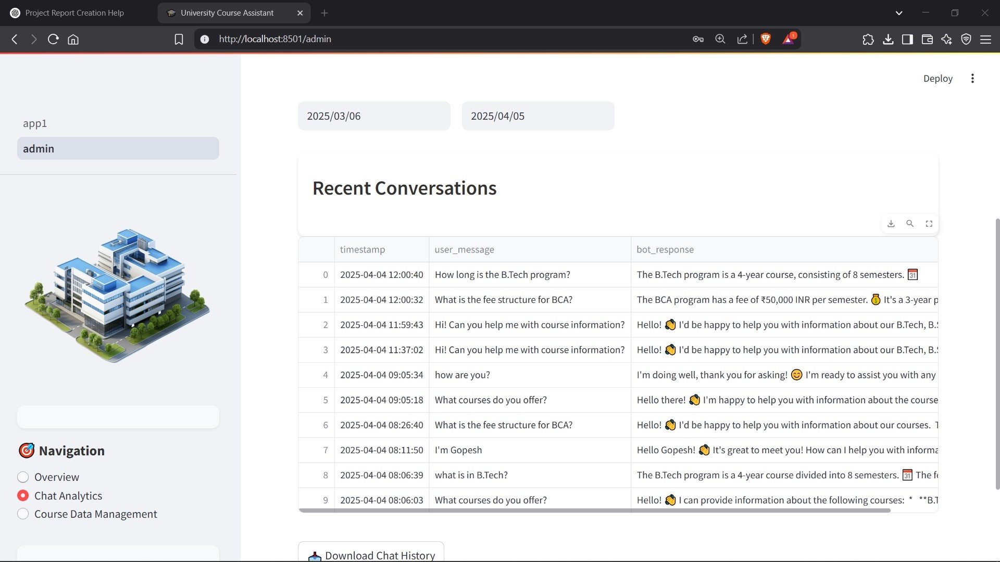 Project Report Creation Help
University Course Assistant
http://localhost:8501/admin
1
Deploy
app1
admin
2025/03/06
2025/04/05
Recent Conversations
timestamp user_message bot_response
0 2025-04-04 12:00:40 How long is the B.Tech program? The B.Tech program is a 4-year course, consisting of 8 semesters. 📅
1 2025-04-04 12:00:32 What is the fee structure for BCA? The BCA program has a fee of ₹50,000 INR per semester. 💰 It's a 3-year p
2 2025-04-04 11:59:43 Hi! Can you help me with course information? Hello! 👋 I'd be happy to help you with information about our B.Tech, B.S
3 2025-04-04 11:37:02 Hi! Can you help me with course information? Hello! 👋 I'd be happy to help you with information about our B.Tech, B.S
4 2025-04-04 09:05:34 how are you? I'm doing well, thank you for asking! 😊 I'm ready to assist you with any
5 2025-04-04 09:05:18 What courses do you offer? Hello there! 👋 I'm happy to help you with information about the course
6 2025-04-04 08:26:40 What is the fee structure for BCA? Hello! 👋 I'd be happy to help you with information about our courses. T
7 2025-04-04 08:11:50 I'm Gopesh Hello Gopesh! 👋 It's great to meet you! How can I help you with informa
8 2025-04-04 08:06:39 what is in B.Tech? The B.Tech program is a 4-year course divided into 8 semesters. 📅 The fe
9 2025-04-04 08:06:03 What courses do you offer? Hello! 👋 I can provide information about the following courses: * **B.T
🎯 Navigation
Overview
Chat Analytics
Course Data Management
📥 Download Chat History